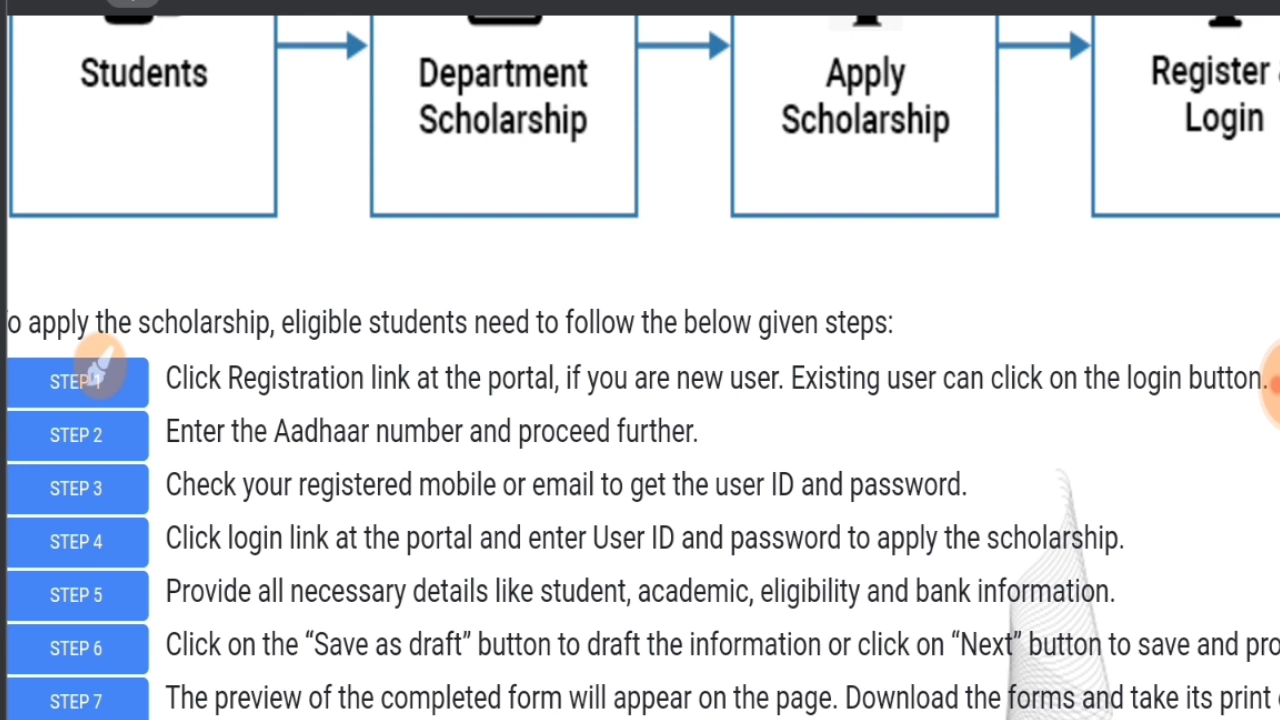 Students
Department
Scholarship
Apply
Scholarship
Register
Login
o apply the scholarship, eligible students need to follow the below given steps:
STEP 1 Click Registration link at the portal, if you are new user. Existing user can click on the login button.
STEP 2 Enter the Aadhaar number and proceed further.
STEP 3 Check your registered mobile or email to get the user ID and password.
STEP 4 Click login link at the portal and enter User ID and password to apply the scholarship.
STEP 5 Provide all necessary details like student, academic, eligibility and bank information.
STEP 6 Click on the “Save as draft” button to draft the information or click on “Next” button to save and pro
STEP 7 The preview of the completed form will appear on the page. Download the forms and take its print